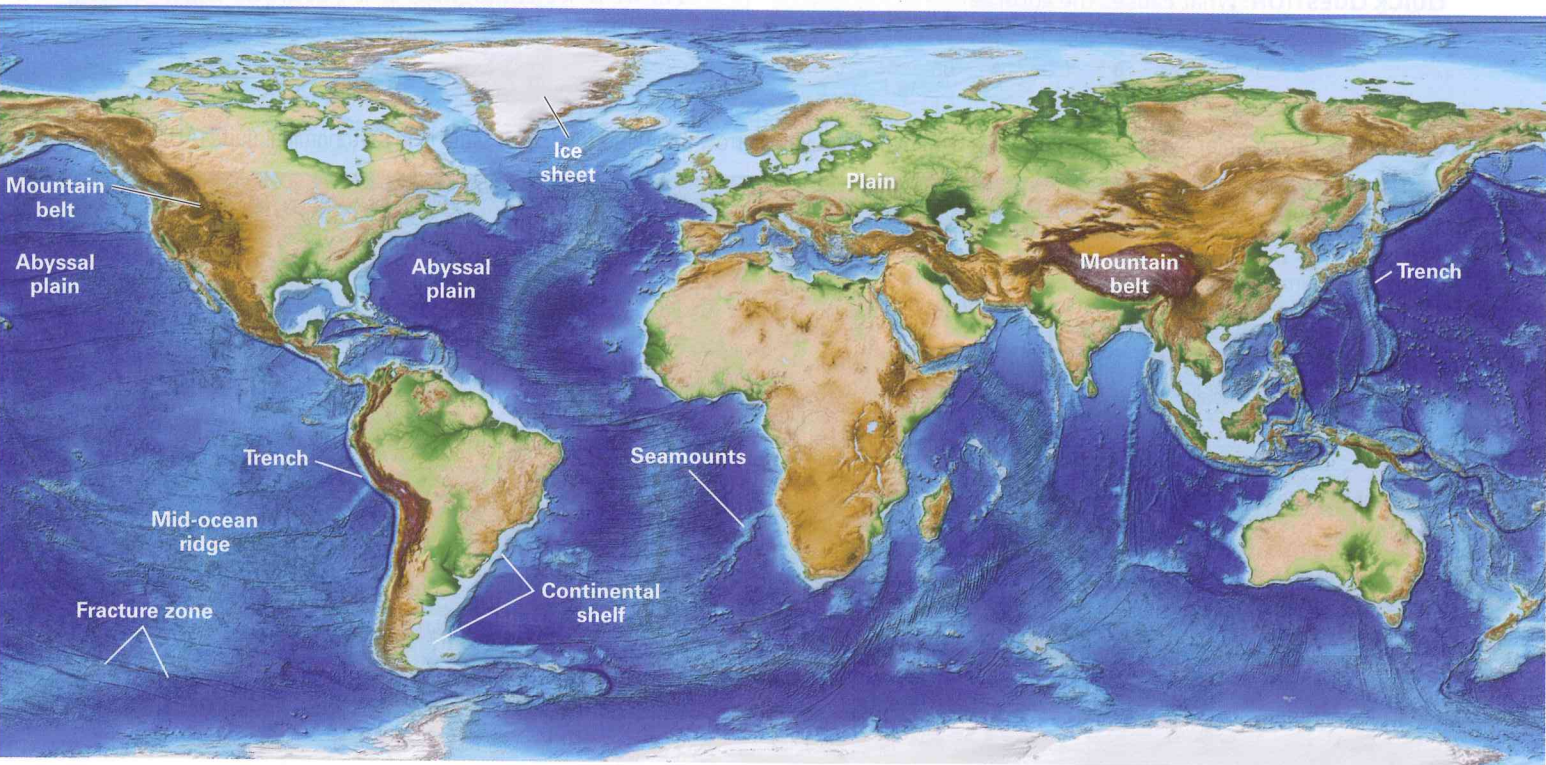 Ice
sheet
Mountain
belt
Plain
Abyssal
plain
Abyssal
plain
Mountain
belt
Trench
Trench
Seamounts
Mid-ocean
ridge
Continental
shelf
Fracture zone